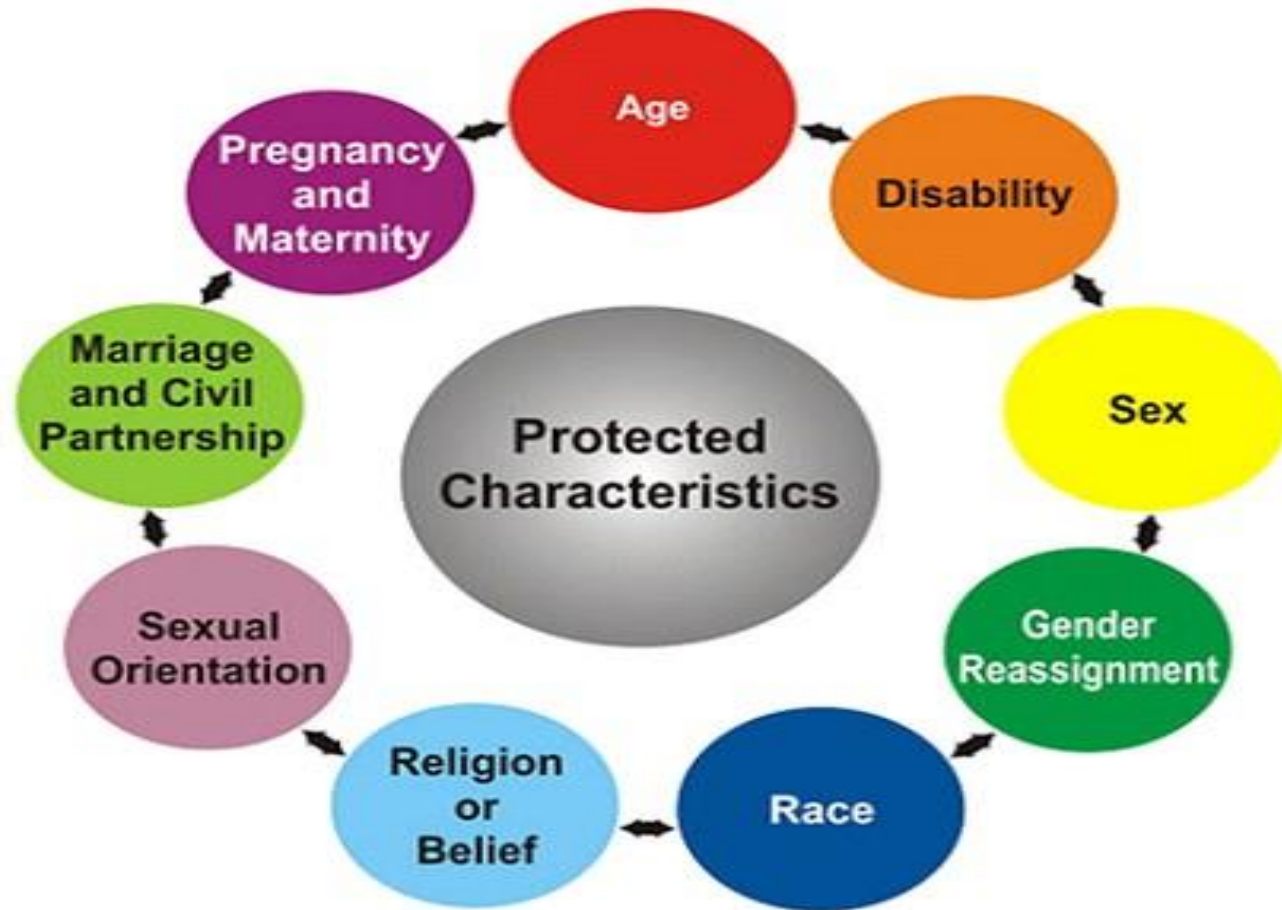 Age
Disability
Sex
Gender
Reassignment
Race
Religion
or
Belief
Sexual
Orientation
Marriage
and Civil
Partnership
Pregnancy
and
Maternity
Protected
Characteristics